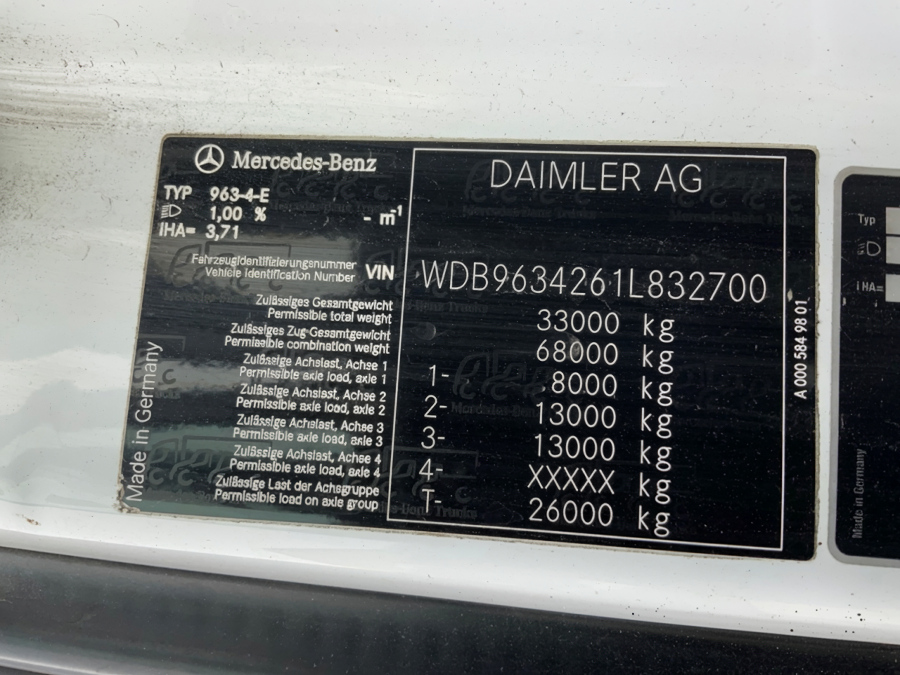 Mercedes-Benz
TYP 963-4-E
1,00 % - m⁻¹
IHA= 3,71
DAIMLER AG
Fahrzeugidentifizierungsnummer
Vehicle Identification Number VIN WDB9634261L832700
Zulässiges Gesamtgewicht
Permissible total weight 33000 kg
Zulässiges Zug-Gesamtgewicht
Permissible combination weight 68000 kg
Zulässige Achslast, Achse 1
Permissible axle load, axle 1 1- 8000 kg
Zulässige Achslast, Achse 2
Permissible axle load, axle 2 2- 13000 kg
Zulässige Achslast, Achse 3
Permissible axle load, axle 3 3- 13000 kg
Zulässige Achslast, Achse 4
Permissible axle load, axle 4 4- XXXXX kg
Zulässige Last der Achsgruppe
Permissible load on axle group T- 26000 kg
Made in Germany
A 000 584 98 01
Typ
IHA=
Made in Germany